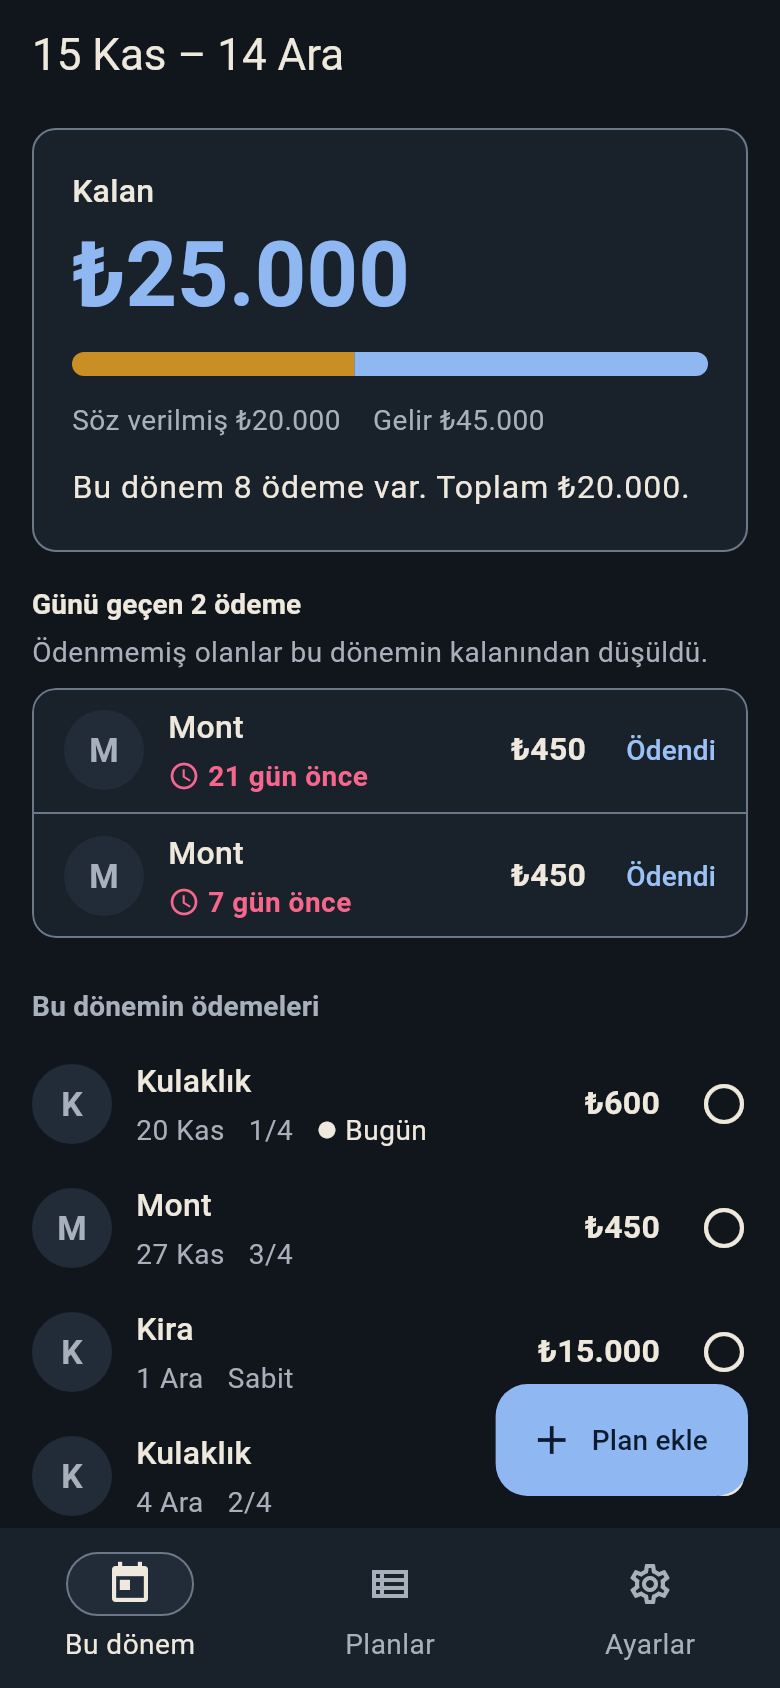 15 Kas – 14 Ara
Kalan
₺25.000
Söz verilmiş ₺20.000 Gelir ₺45.000
Bu dönem 8 ödeme var. Toplam ₺20.000.
Günü geçen 2 ödeme
Ödenmemiş olanlar bu dönemin kalanından düşüldü.
M
Mont
21 gün önce
₺450
Ödendi
M
Mont
7 gün önce
₺450
Ödendi
Bu dönemin ödemeleri
K
Kulaklık
20 Kas 1/4 Bugün
₺600
M
Mont
27 Kas 3/4
₺450
K
Kira
1 Ara Sabit
₺15.000
K
Kulaklık
4 Ara 2/4
Plan ekle
Bu dönem
Planlar
Ayarlar